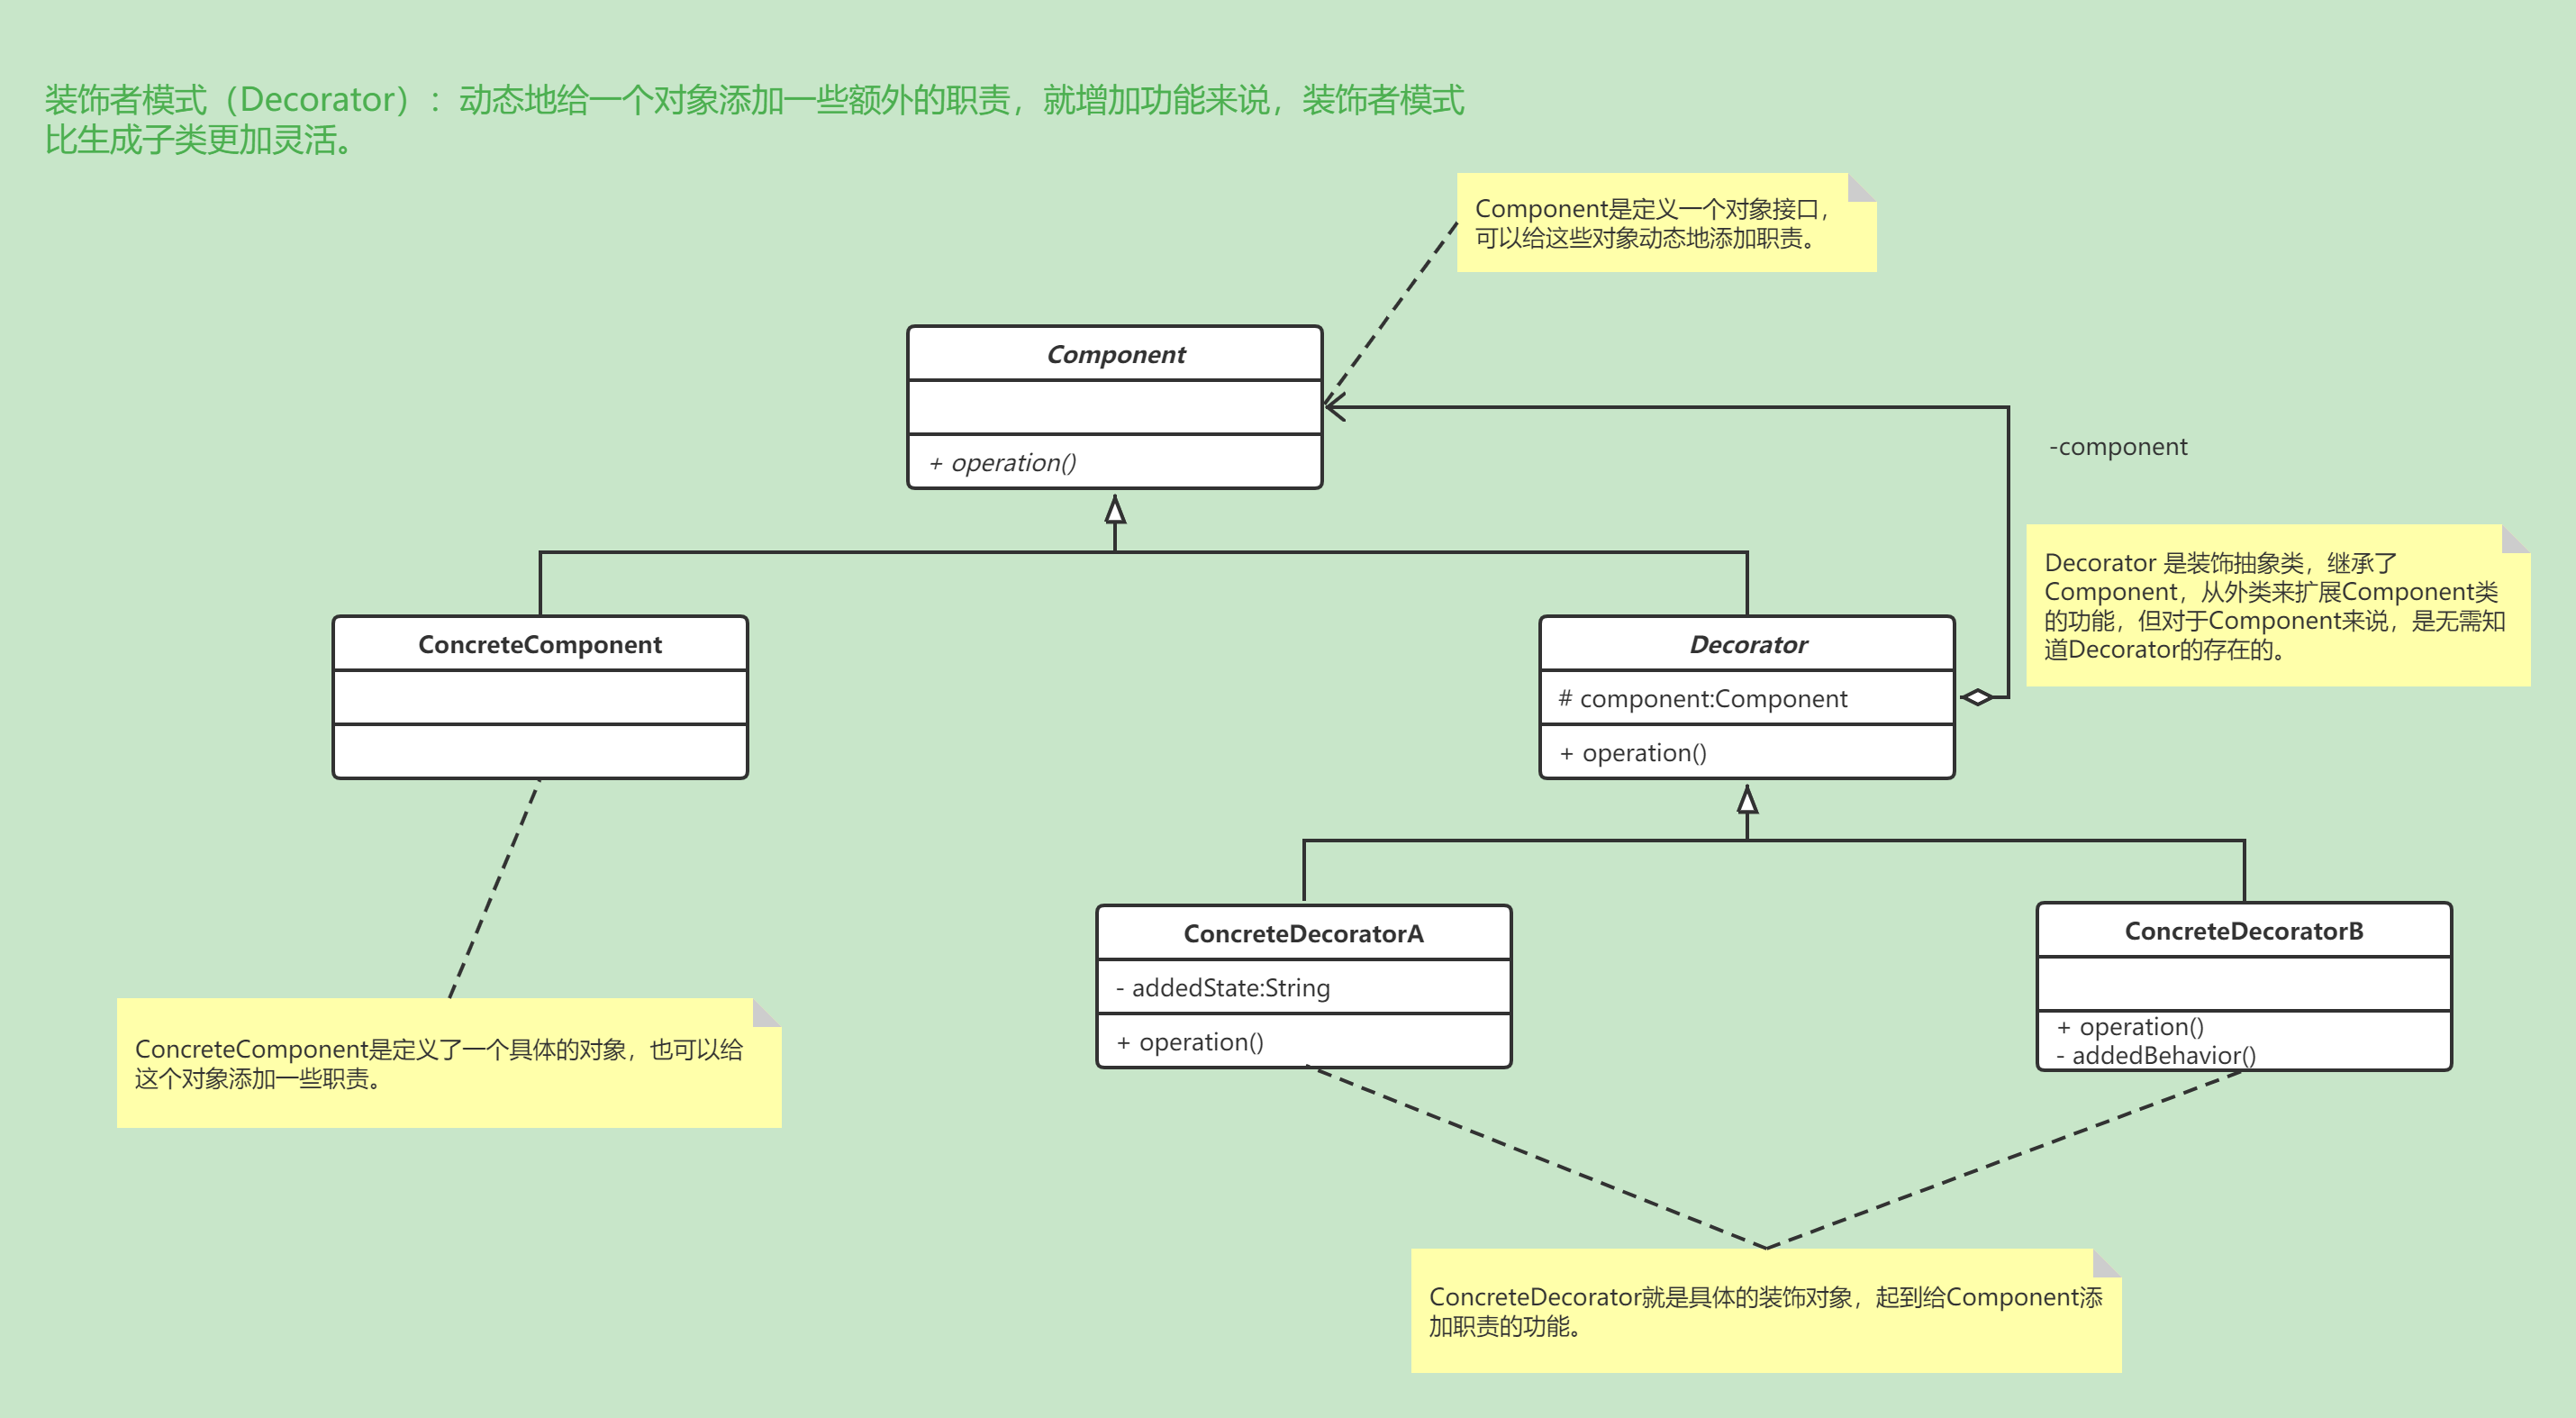 装饰者模式（Decorator）：动态地给一个对象添加一些额外的职责，就增加功能来说，装饰者模式
比生成子类更加灵活。
Component是定义一个对象接口，
可以给这些对象动态地添加职责。
Component
+ operation()
-component
Decorator 是装饰抽象类，继承了
Component，从外类来扩展Component类
的功能，但对于Component来说，是无需知
道Decorator的存在的。
ConcreteComponent
Decorator
# component:Component
+ operation()
ConcreteDecoratorA
- addedState:String
+ operation()
ConcreteDecoratorB
+ operation()
- addedBehavior()
ConcreteComponent是定义了一个具体的对象，也可以给
这个对象添加一些职责。
ConcreteDecorator就是具体的装饰对象，起到给Component添
加职责的功能。